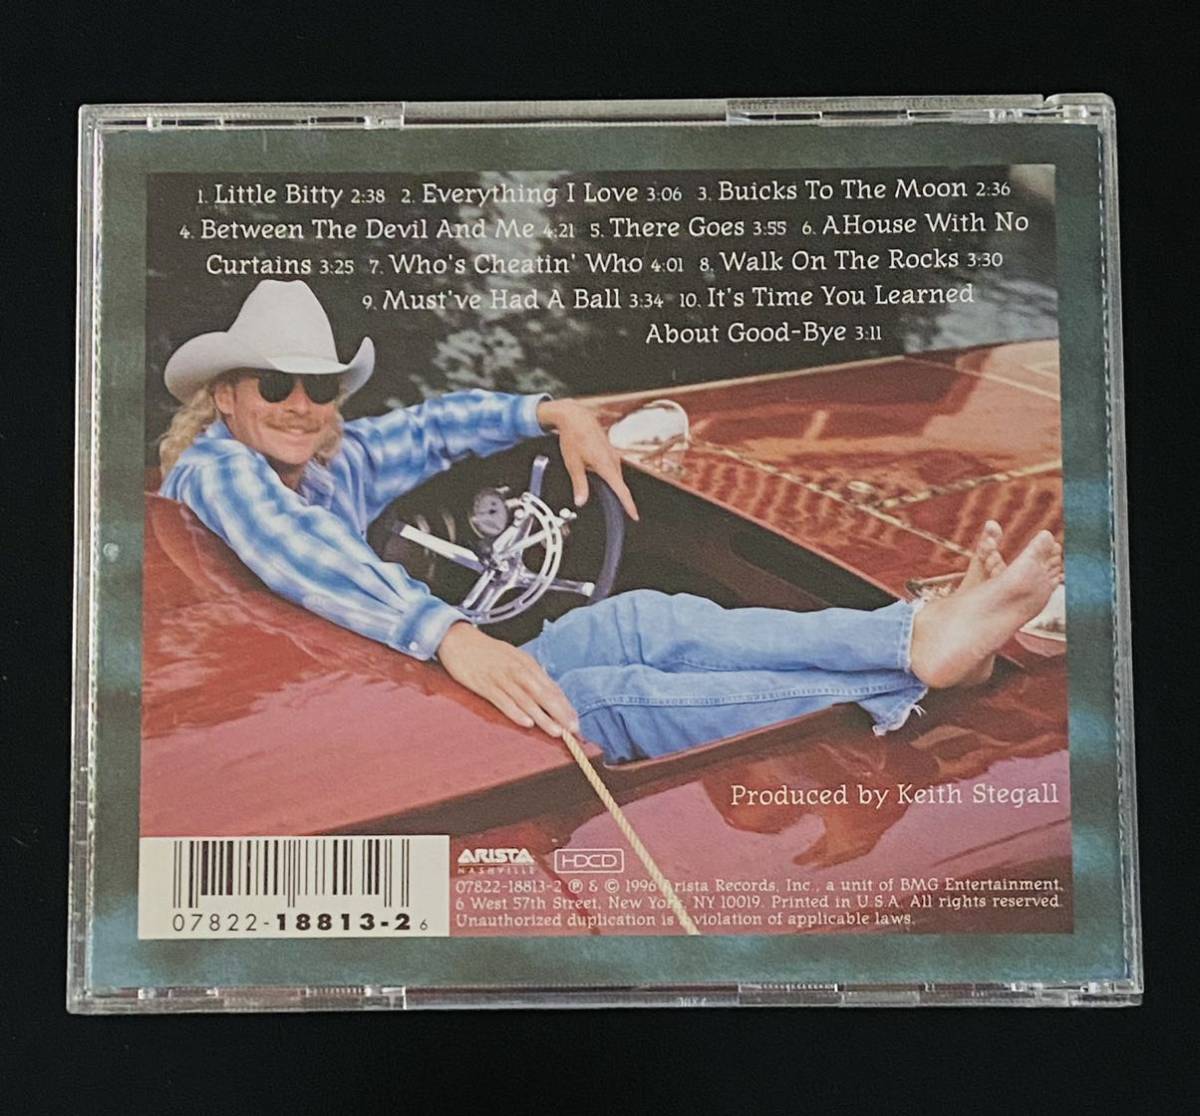 1. Little Bitty 2:38 2. Everything I Love 3:06 3. Buicks To The Moon 2:36
4. Between The Devil And Me 4:21 5. There Goes 3:55 6. A House With No
Curtains 3:25 7. Who's Cheatin' Who 4:01 8. Walk On The Rocks 3:30
9. Must've Had A Ball 3:34 10. It's Time You Learned
About Good-Bye 3:11
Produced by Keith Stegall
ARISTA
NASHVILLE
HDCD
07822-18813-2 ℗ & © 1996 Arista Records, Inc., a unit of BMG Entertainment,
6 West 57th Street, New York, NY 10019. Printed in U.S.A. All rights reserved.
Unauthorized duplication is a violation of applicable laws.
07822-18813-2 6